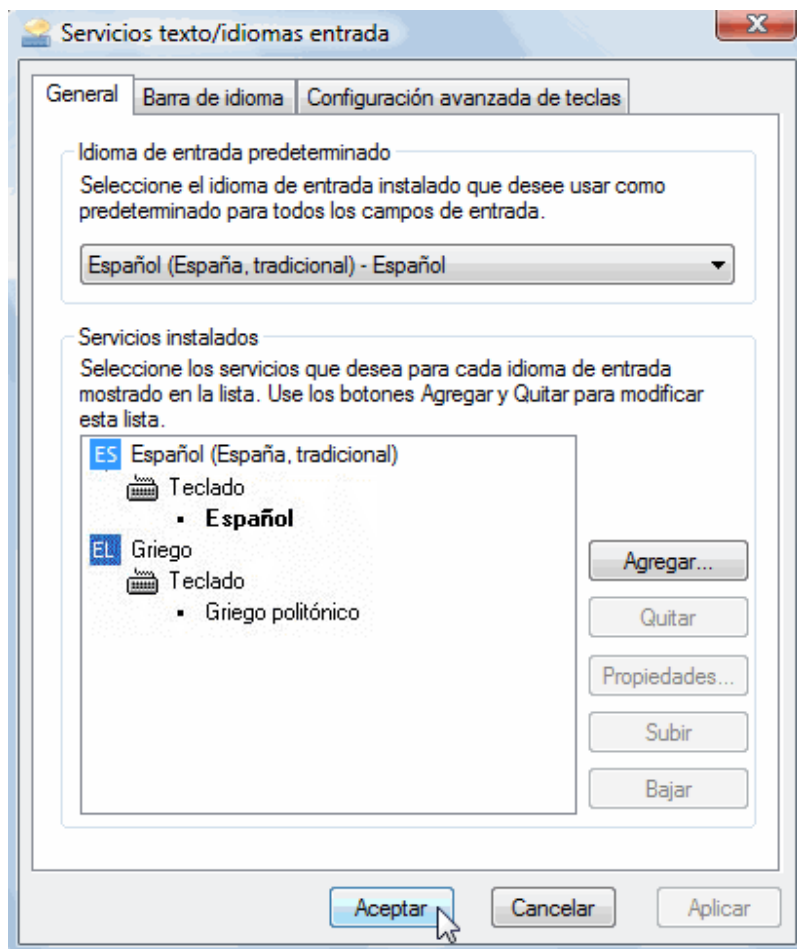 Servicios texto/idiomas entrada
General
Barra de idioma
Configuración avanzada de teclas
Idioma de entrada predeterminado
Seleccione el idioma de entrada instalado que desee usar como
predeterminado para todos los campos de entrada.
Español (España, tradicional) - Español
Servicios instalados
Seleccione los servicios que desea para cada idioma de entrada
mostrado en la lista. Use los botones Agregar y Quitar para modificar
esta lista.
ES Español (España, tradicional)
Teclado
▪ Español
EL Griego
Teclado
▪ Griego politónico
Agregar...
Quitar
Propiedades...
Subir
Bajar
Aceptar
Cancelar
Aplicar